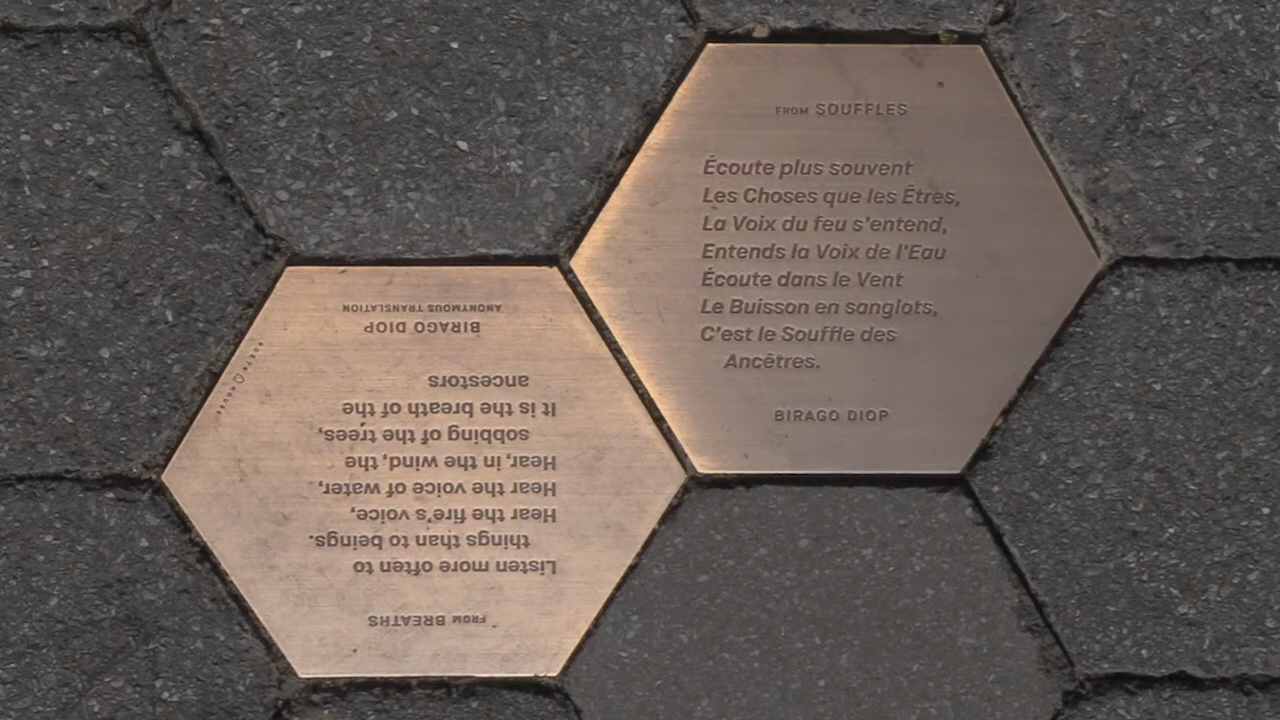 FROM SOUFFLES
Écoute plus souvent
Les Choses que les Êtres,
La Voix du feu s'entend,
Entends la Voix de l'Eau
Écoute dans le Vent
Le Buisson en sanglots,
C'est le Souffle des
Ancêtres.
BIRAGO DIOP
FROM BREATHS
Listen more often to
things than to beings.
Hear the fire's voice,
Hear the voice of water,
Hear, in the wind, the
sobbing of the trees,
It is the breath of the
ancestors
BIRAGO DIOP
ANONYMOUS TRANSLATION
POETS HOUSE